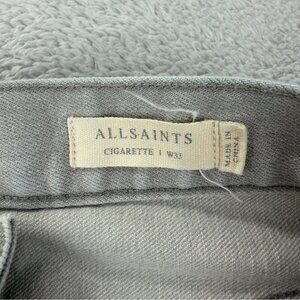 ALLSAINTS
CIGARETTE | W33
MADE IN
CHINA